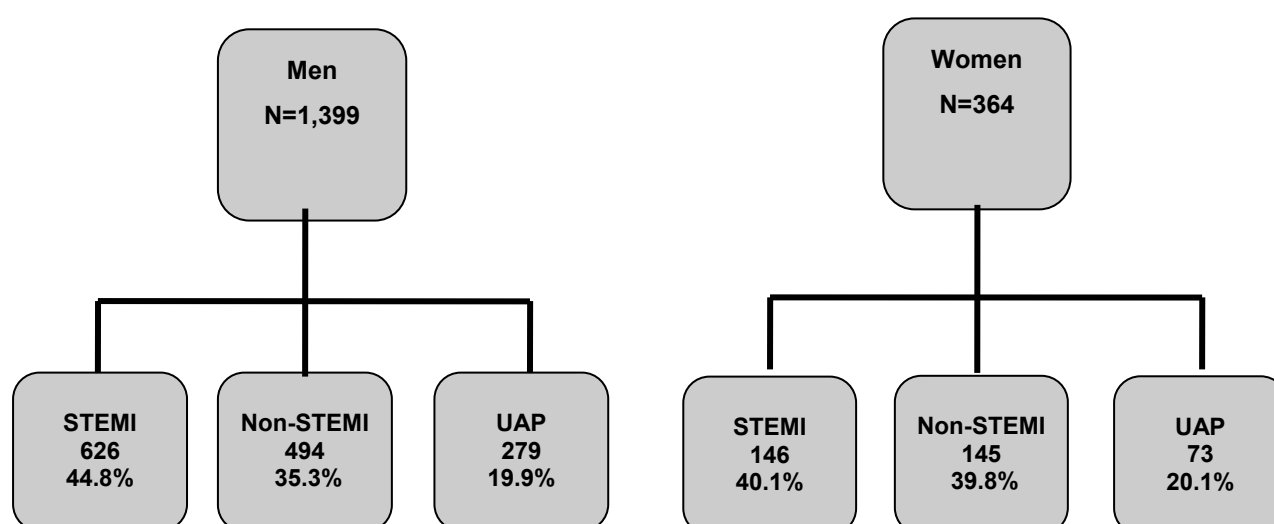 Men
N=1,399
Women
N=364
STEMI
626
44.8%
Non-STEMI
494
35.3%
UAP
279
19.9%
STEMI
146
40.1%
Non-STEMI
145
39.8%
UAP
73
20.1%